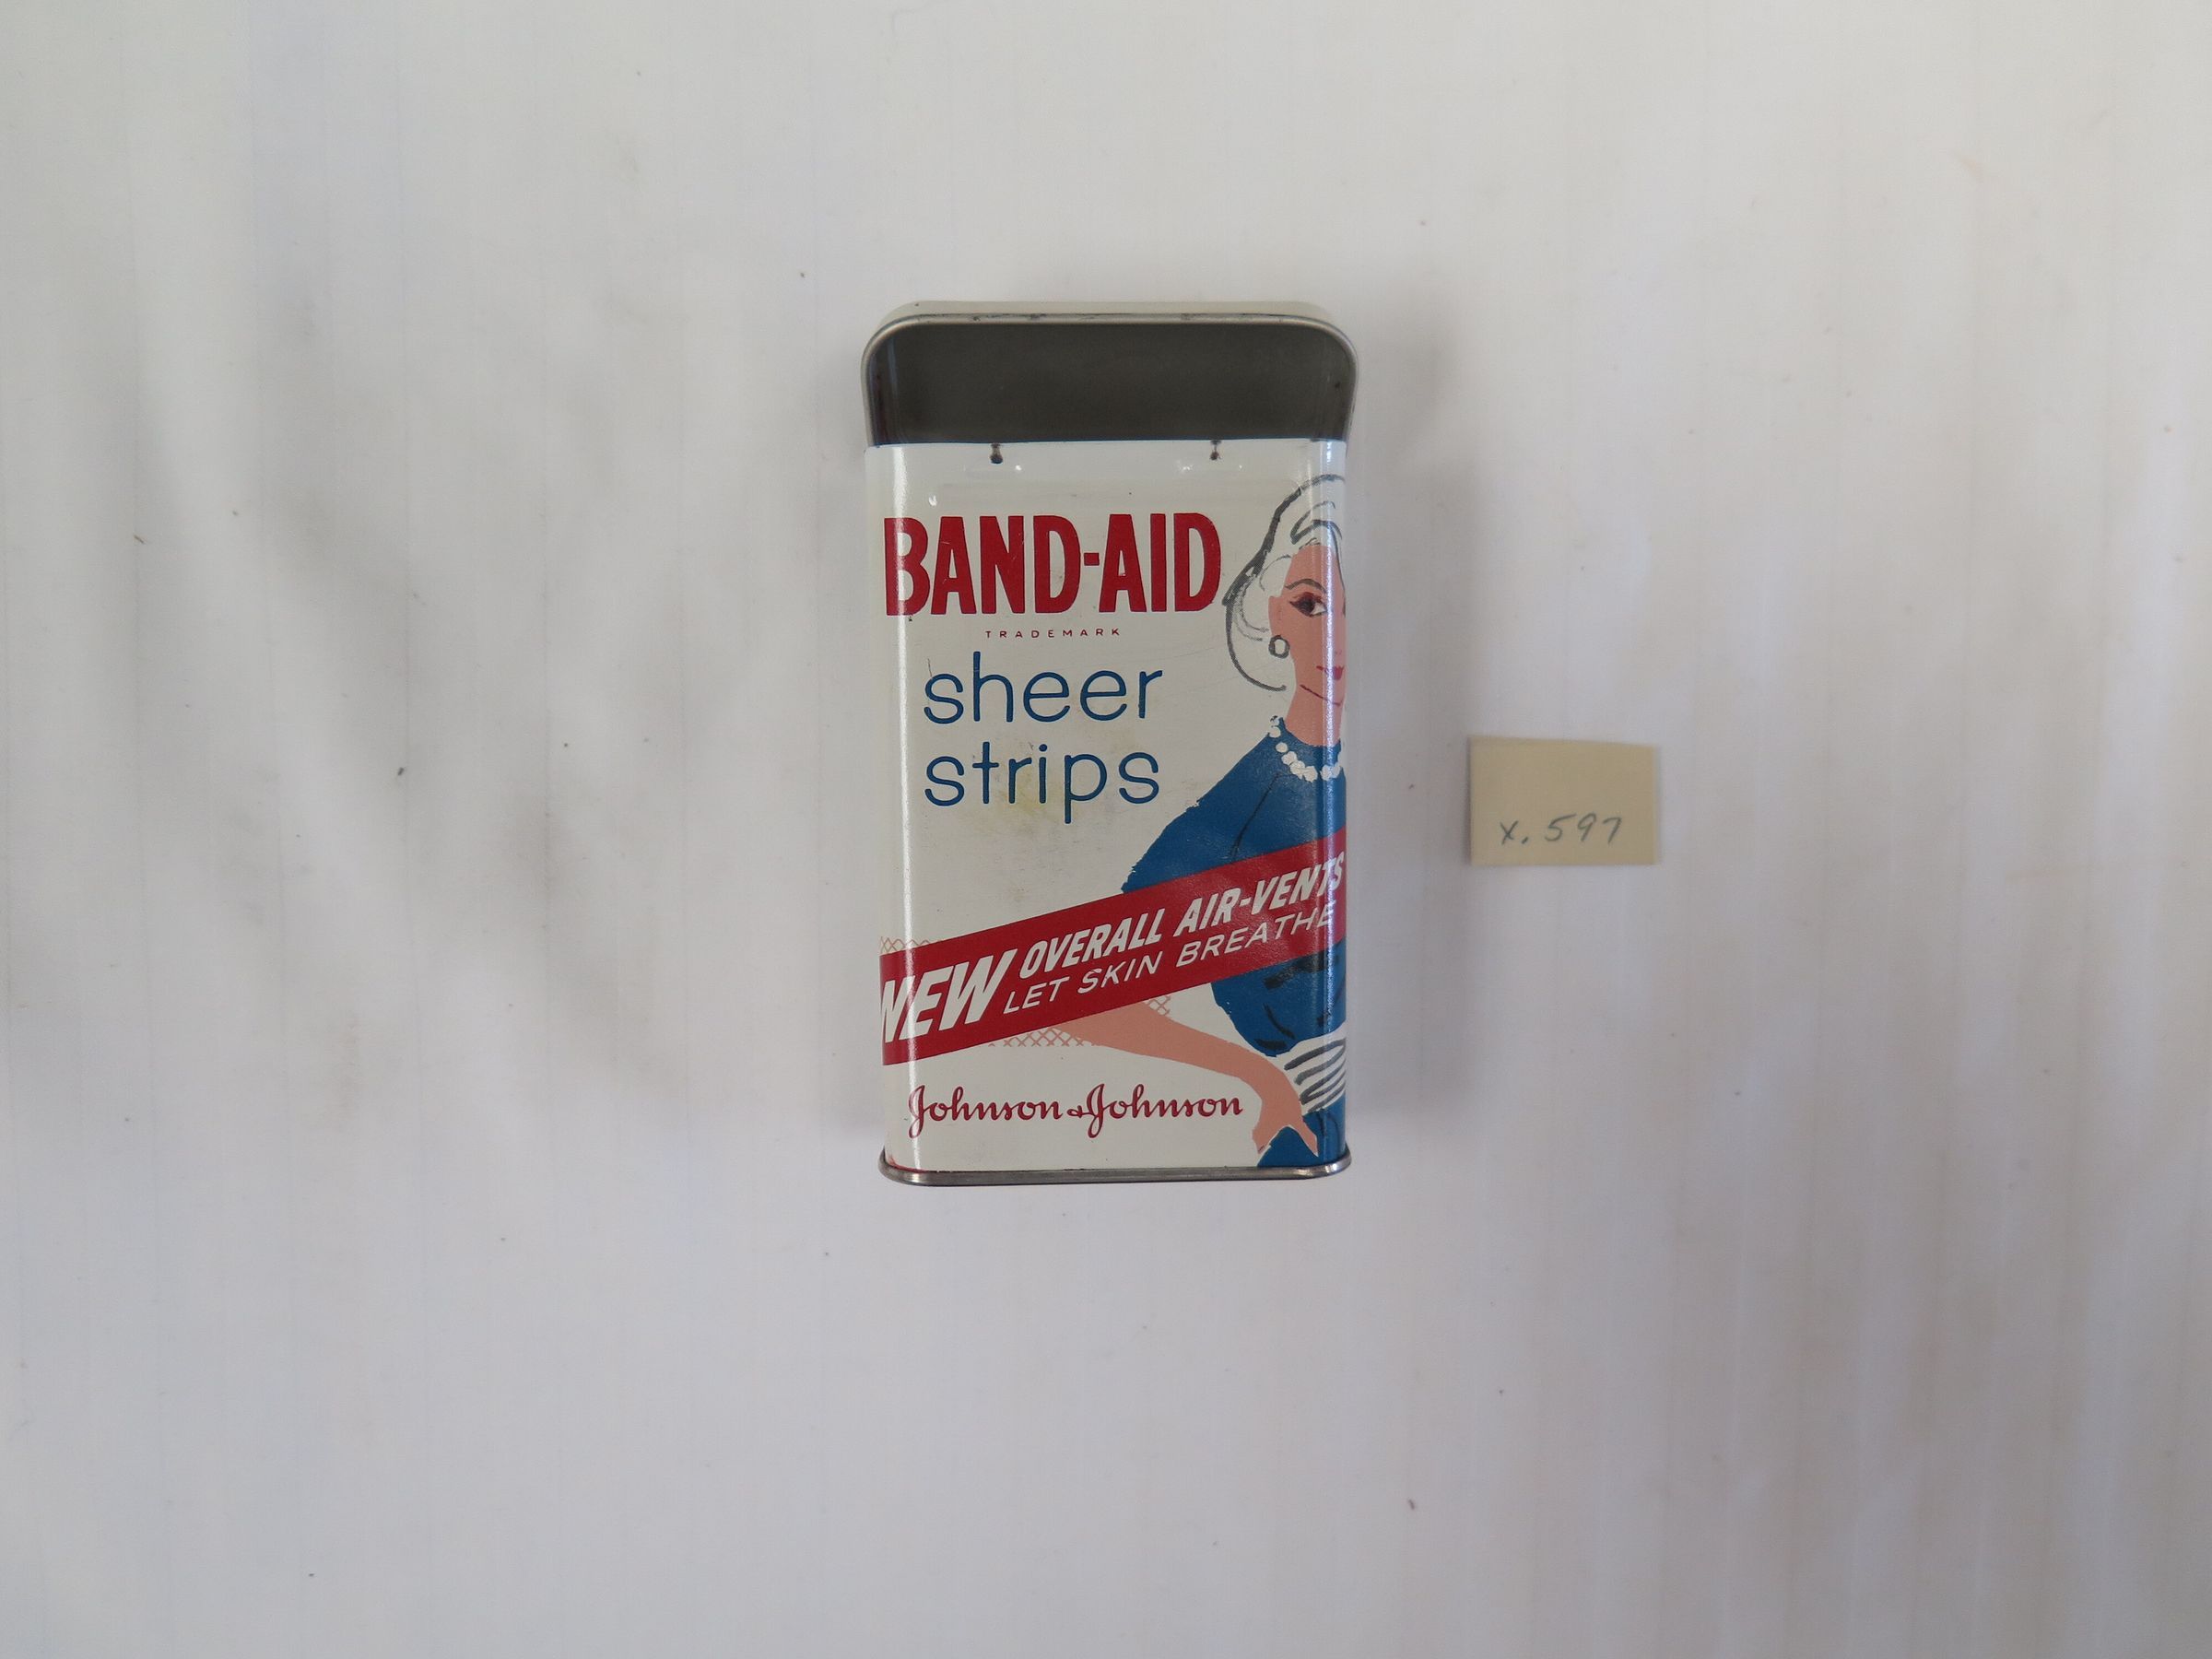 BAND-AID
TRADEMARK
sheer
strips
NEW OVERALL AIR-VENTS
LET SKIN BREATHE
Johnson & Johnson
x. 597